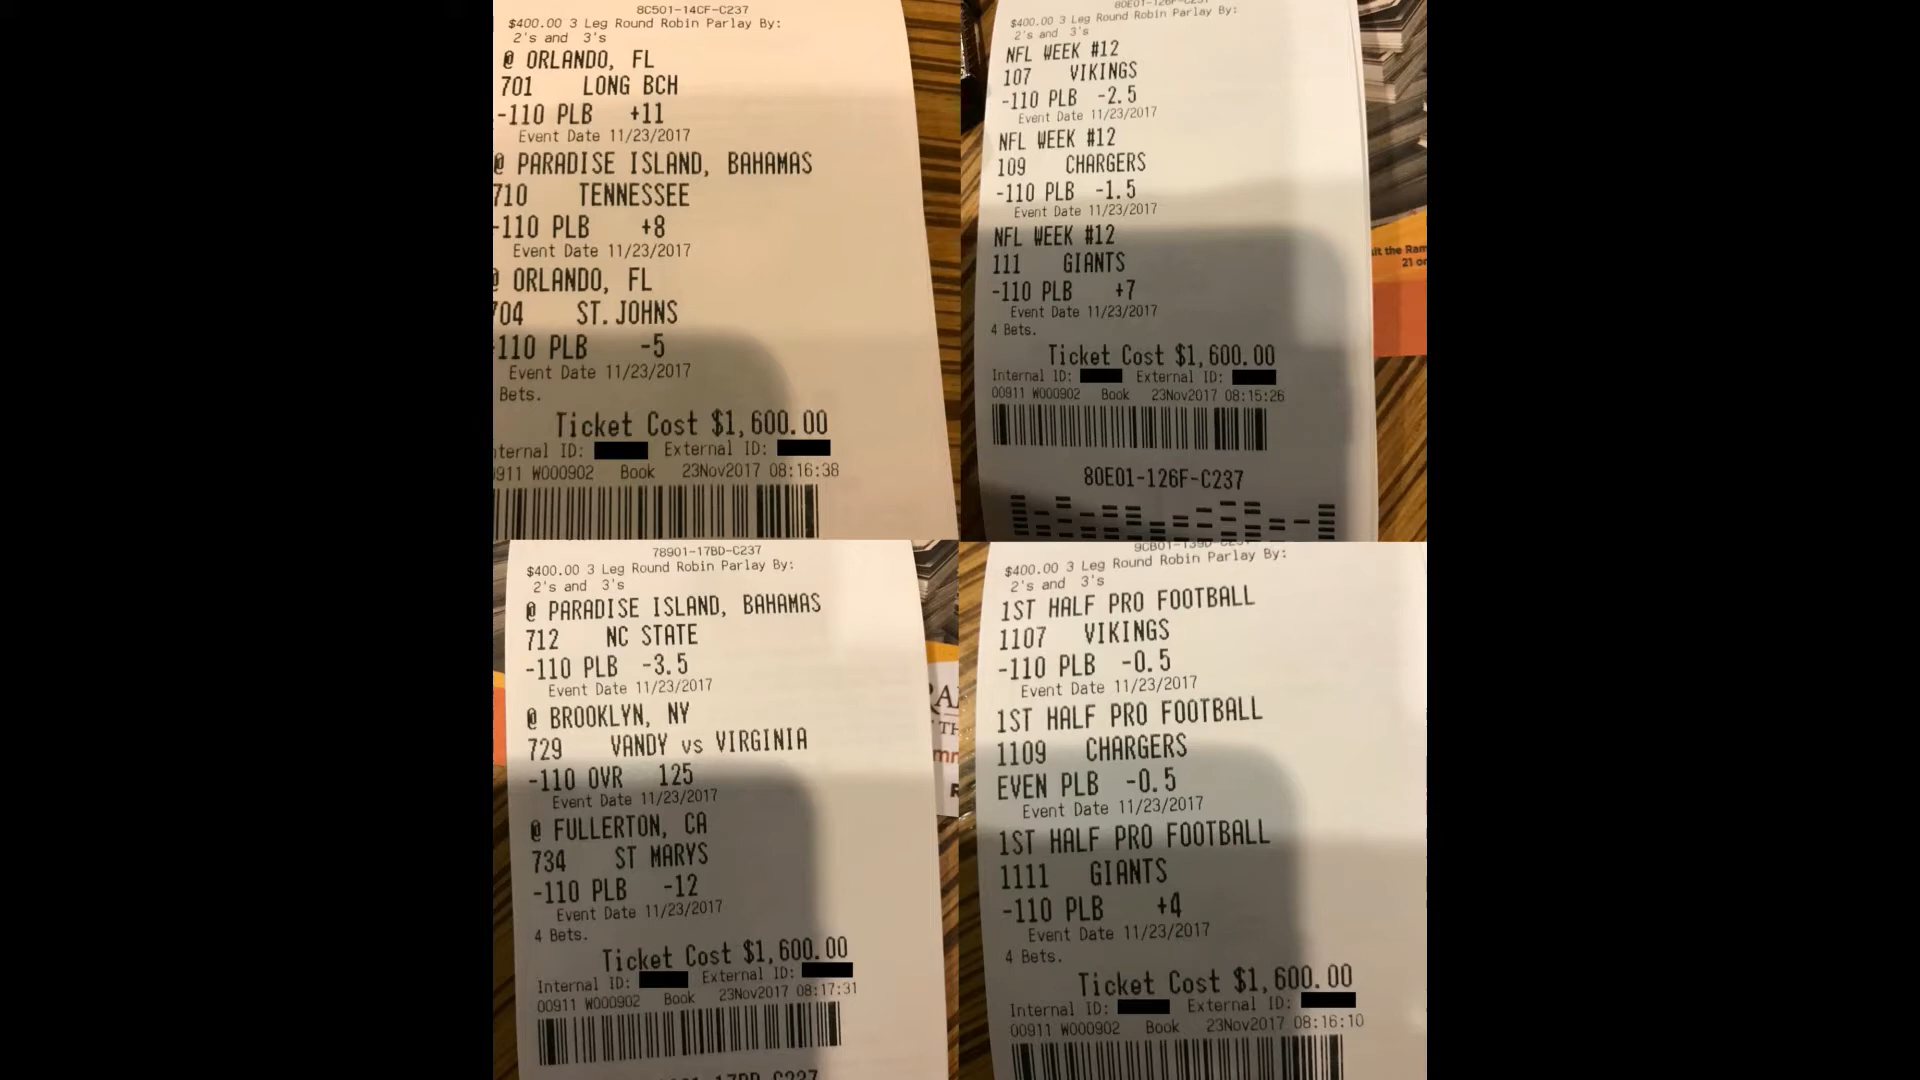 8C501-14CF-C237
$400.00 3 Leg Round Robin Parlay By:
2's and 3's
@ ORLANDO, FL
701 LONG BCH
-110 PLB +11
Event Date 11/23/2017
@ PARADISE ISLAND, BAHAMAS
710 TENNESSEE
-110 PLB +8
Event Date 11/23/2017
@ ORLANDO, FL
704 ST. JOHNS
-110 PLB -5
Event Date 11/23/2017
Bets.
Ticket Cost $1,600.00
nternal ID: External ID:
0911 W000902 Book 23Nov2017 08:16:38
80E01-126F-C237
$400.00 3 Leg Round Robin Parlay By:
2's and 3's
NFL WEEK #12
107 VIKINGS
-110 PLB -2.5
Event Date 11/23/2017
NFL WEEK #12
109 CHARGERS
-110 PLB -1.5
Event Date 11/23/2017
NFL WEEK #12
111 GIANTS
-110 PLB +7
Event Date 11/23/2017
4 Bets.
Ticket Cost $1,600.00
Internal ID: External ID:
00911 W000902 Book 23Nov2017 08:15:26
80E01-126F-C237
it the Ram
21 or
78901-17BD-C237
$400.00 3 Leg Round Robin Parlay By:
2's and 3's
@ PARADISE ISLAND, BAHAMAS
712 NC STATE
-110 PLB -3.5
Event Date 11/23/2017
@ BROOKLYN, NY
729 VANDY vs VIRGINIA
-110 OVR 125
Event Date 11/23/2017
@ FULLERTON, CA
734 ST MARYS
-110 PLB -12
Event Date 11/23/2017
4 Bets.
Ticket Cost $1,600.00
Internal ID: External ID:
00911 W000902 Book 23Nov2017 08:17:31
$400.00 3 Leg Round Robin Parlay By:
2's and 3's
1ST HALF PRO FOOTBALL
1107 VIKINGS
-110 PLB -0.5
Event Date 11/23/2017
1ST HALF PRO FOOTBALL
1109 CHARGERS
EVEN PLB -0.5
Event Date 11/23/2017
1ST HALF PRO FOOTBALL
1111 GIANTS
-110 PLB +4
Event Date 11/23/2017
4 Bets.
Ticket Cost $1,600.00
Internal ID: External ID:
00911 W000902 Book 23Nov2017 08:16:10